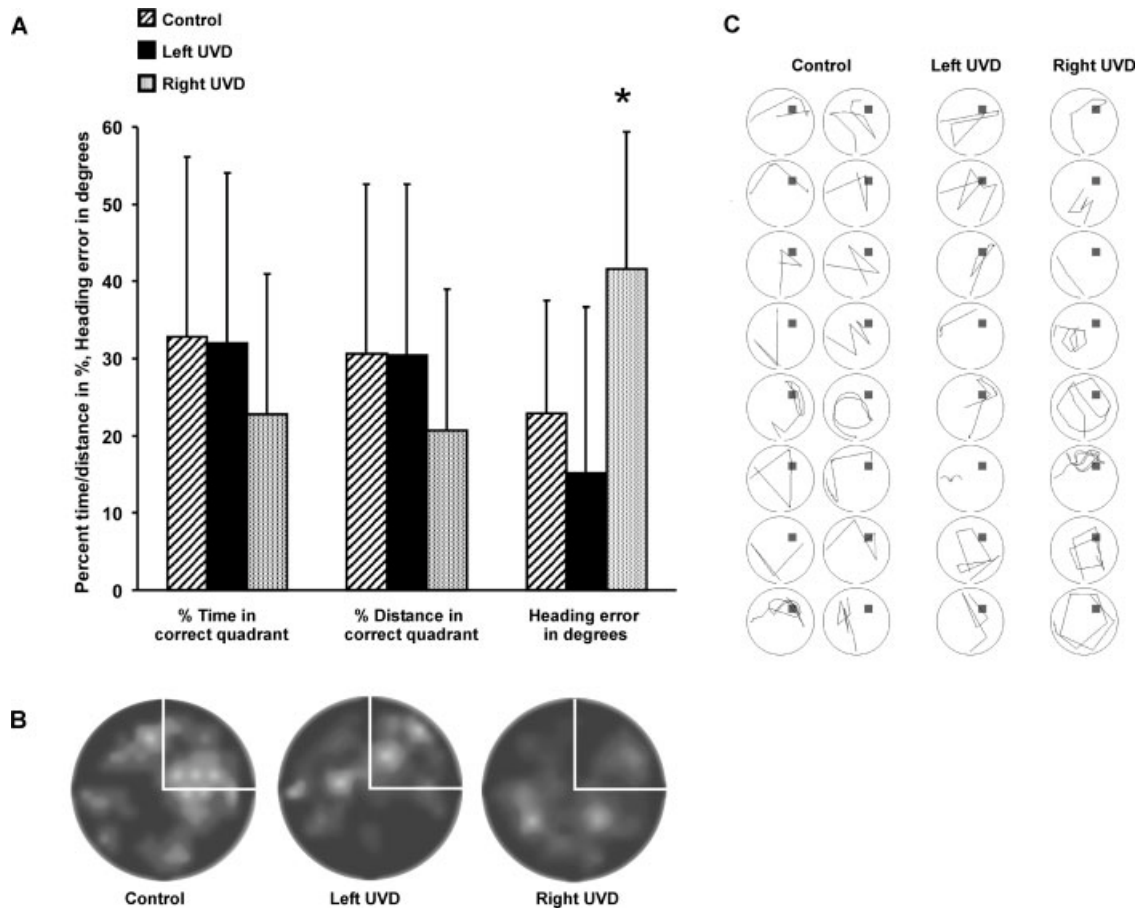 A
Control
Left UVD
Right UVD
Percent time/distance in %, Heading error in degrees
60
50
40
30
20
10
0
*
% Time in
correct quadrant
% Distance in
correct quadrant
Heading error
in degrees
B
Control
Left UVD
Right UVD
C
Control
Left UVD
Right UVD